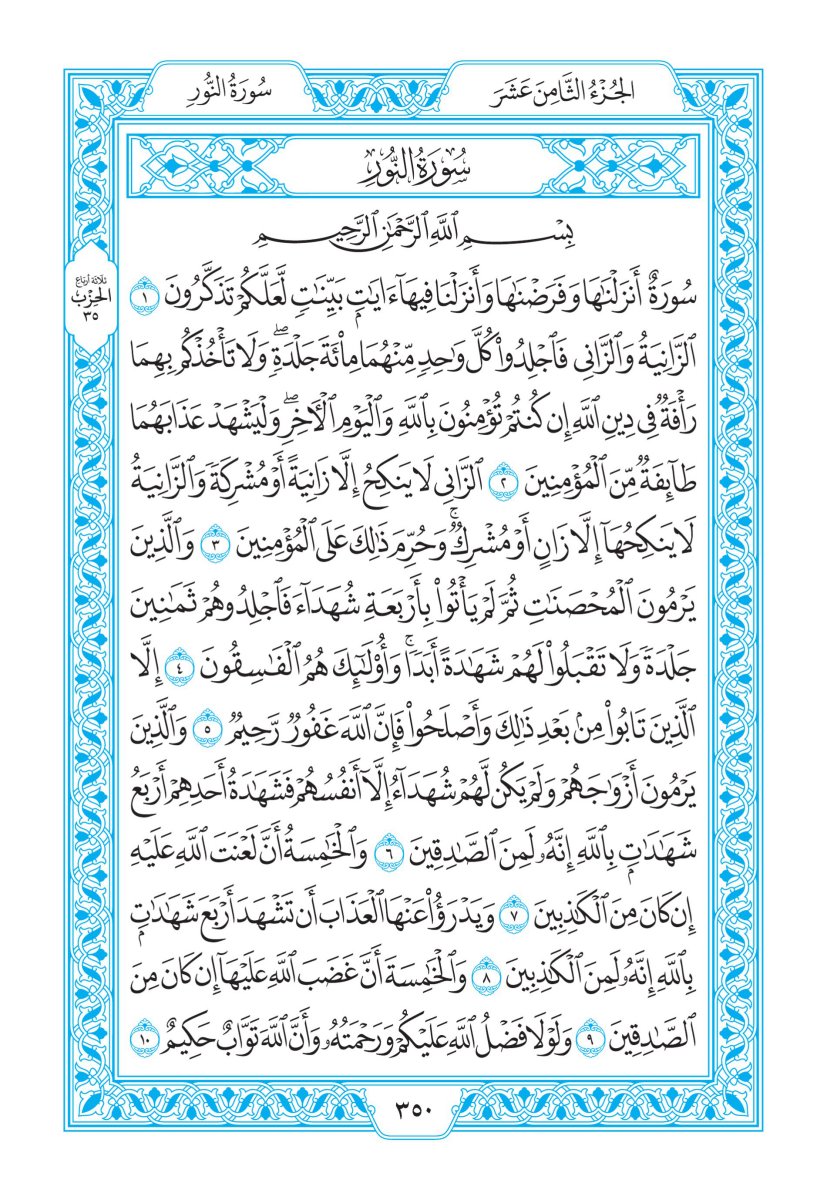 الجُزْءُ الثَّامِنَ عَشَرَ
سُورَةُ النُّورِ
سُورَةُ النُّورِ
بِسْمِ ٱللَّهِ ٱلرَّحْمَٰنِ ٱلرَّحِيمِ
سُورَةٌ أَنزَلْنَٰهَا وَفَرَضْنَٰهَا وَأَنزَلْنَا فِيهَآ ءَايَٰتٍۭ بَيِّنَٰتٍ لَّعَلَّكُمْ تَذَكَّرُونَ ١
ٱلزَّانِيَةُ وَٱلزَّانِي فَٱجْلِدُوا۟ كُلَّ وَٰحِدٍ مِّنْهُمَا مِا۟ئَةَ جَلْدَةٍۖ وَلَا تَأْخُذْكُم بِهِمَا
رَأْفَةٌ فِي دِينِ ٱللَّهِ إِن كُنتُمْ تُؤْمِنُونَ بِٱللَّهِ وَٱلْيَوْمِ ٱلْأٓخِرِۖ وَلْيَشْهَدْ عَذَابَهُمَا
طَآئِفَةٌ مِّنَ ٱلْمُؤْمِنِينَ ٢ ٱلزَّانِي لَا يَنكِحُ إِلَّا زَانِيَةً أَوْ مُشْرِكَةً وَٱلزَّانِيَةُ
لَا يَنكِحُهَآ إِلَّا زَانٍ أَوْ مُشْرِكٌۚ وَحُرِّمَ ذَٰلِكَ عَلَى ٱلْمُؤْمِنِينَ ٣ وَٱلَّذِينَ
يَرْمُونَ ٱلْمُحْصَنَٰتِ ثُمَّ لَمْ يَأْتُوا۟ بِأَرْبَعَةِ شُهَدَآءَ فَٱجْلِدُوهُمْ ثَمَٰنِينَ
جَلْدَةً وَلَا تَقْبَلُوا۟ لَهُمْ شَهَٰدَةً أَبَدًاۚ وَأُو۟لَٰٓئِكَ هُمُ ٱلْفَٰسِقُونَ ٤ إِلَّا
ٱلَّذِينَ تَابُوا۟ مِنۢ بَعْدِ ذَٰلِكَ وَأَصْلَحُوا۟ فَإِنَّ ٱللَّهَ غَفُورٌ رَّحِيمٌ ٥ وَٱلَّذِينَ
يَرْمُونَ أَزْوَٰجَهُمْ وَلَمْ يَكُن لَّهُمْ شُهَدَآءُ إِلَّآ أَنفُسُهُمْ فَشَهَٰدَةُ أَحَدِهِمْ أَرْبَعُ
شَهَٰدَٰتٍۭ بِٱللَّهِ إِنَّهُۥ لَمِنَ ٱلصَّٰدِقِينَ ٦ وَٱلْخَٰمِسَةُ أَنَّ لَعْنَتَ ٱللَّهِ عَلَيْهِ
إِن كَانَ مِنَ ٱلْكَٰذِبِينَ ٧ وَيَدْرَؤُا۟ عَنْهَا ٱلْعَذَابَ أَن تَشْهَدَ أَرْبَعَ شَهَٰدَٰتٍۭ
بِٱللَّهِ إِنَّهُۥ لَمِنَ ٱلْكَٰذِبِينَ ٨ وَٱلْخَٰمِسَةَ أَنَّ غَضَبَ ٱللَّهِ عَلَيْهَآ إِن كَانَ مِنَ
ٱلصَّٰدِقِينَ ٩ وَلَوْلَا فَضْلُ ٱللَّهِ عَلَيْكُمْ وَرَحْمَتُهُۥ وَأَنَّ ٱللَّهَ تَوَّابٌ حَكِيمٌ ١٠
ثلاثة أرباع
الحِزْب
٣٥
٣٥٠